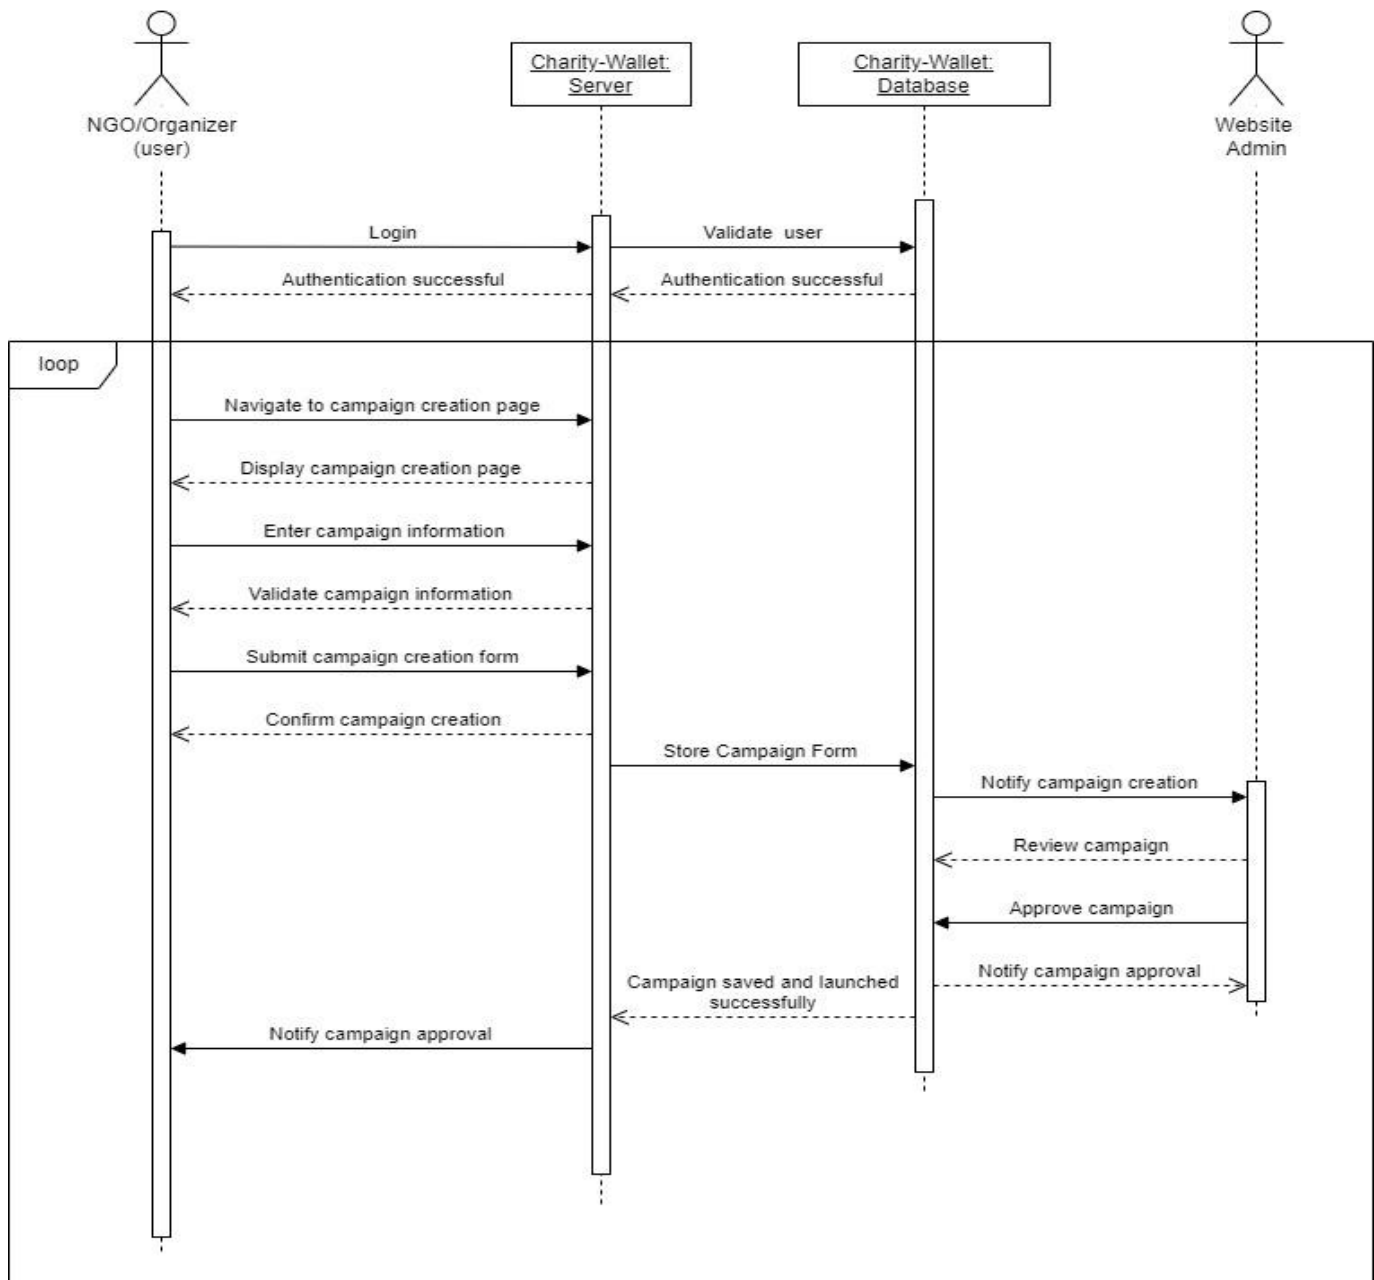 NGO/Organizer
(user)
Charity-Wallet:
Server
Charity-Wallet:
Database
Website
Admin
Login
Validate user
Authentication successful
Authentication successful
loop
Navigate to campaign creation page
Display campaign creation page
Enter campaign information
Validate campaign information
Submit campaign creation form
Confirm campaign creation
Store Campaign Form
Notify campaign creation
Review campaign
Approve campaign
Notify campaign approval
Campaign saved and launched
successfully
Notify campaign approval